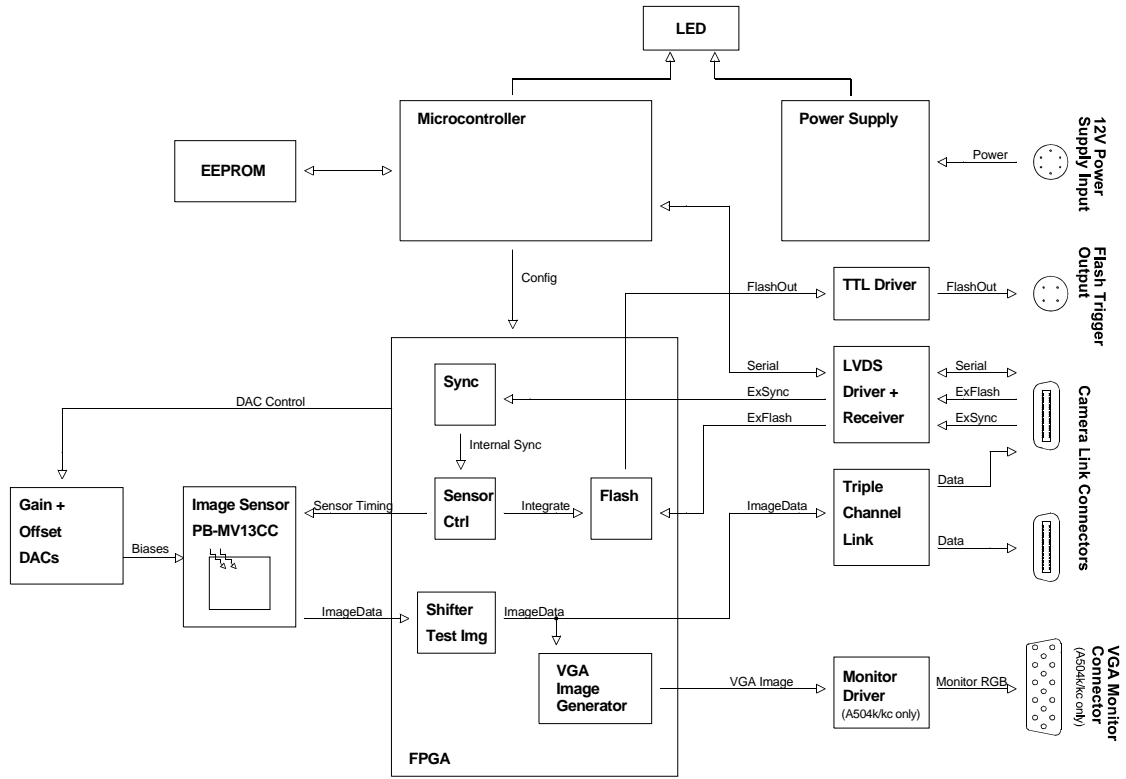 LED
Microcontroller
Power Supply
12V Power
Supply Input
Power
EEPROM
Config
FlashOut
TTL Driver
FlashOut
Flash Trigger
Output
Sync
Serial
LVDS
Driver +
Receiver
Serial
ExSync
ExFlash
ExFlash
ExSync
DAC Control
Internal Sync
Camera Link Connectors
Gain +
Offset
DACs
Biases
Image Sensor
PB-MV13CC
Sensor Timing
Sensor
Ctrl
Integrate
Flash
ImageData
Triple
Channel
Link
Data
Data
ImageData
Shifter
Test Img
ImageData
VGA
Image
Generator
VGA Image
Monitor
Driver
(A504k/kc only)
Monitor RGB
VGA Monitor
Connector
(A504k/kc only)
FPGA